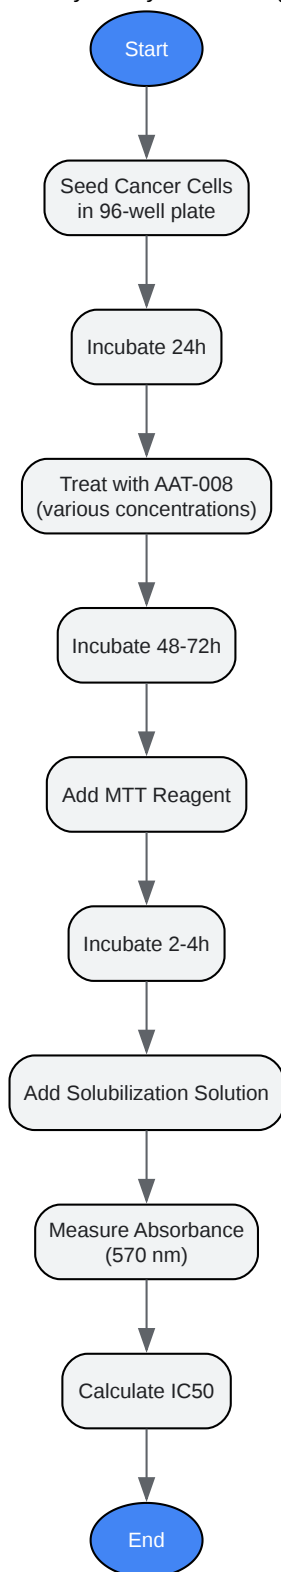 Start
Seed Cancer Cells
in 96-well plate
Incubate 24h
Treat with AAT-008
(various concentrations)
Incubate 48-72h
Add MTT Reagent
Incubate 2-4h
Add Solubilization Solution
Measure Absorbance
(570 nm)
Calculate IC50
End